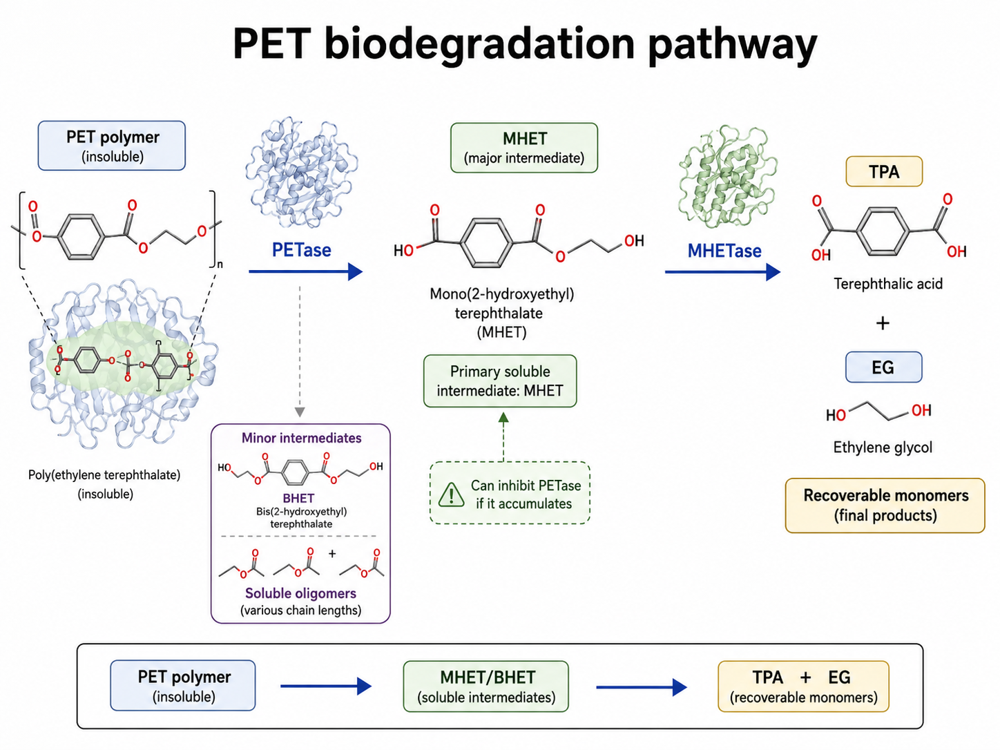 PET biodegradation pathway
PET polymer
(insoluble)
O
O
O
O
O
n
Poly(ethylene terephthalate)
(insoluble)
PETase
Minor intermediates
HO
O
O
O
O
OH
BHET
Bis(2-hydroxyethyl)
terephthalate
O
O
O
O
+
O
O
Soluble oligomers
(various chain lengths)
MHET
(major intermediate)
O
HO
O
O
OH
Mono(2-hydroxyethyl)
terephthalate
(MHET)
Primary soluble
intermediate: MHET
Can inhibit PETase
if it accumulates
MHETase
TPA
O
OH
O
OH
Terephthalic acid
+
EG
HO
OH
Ethylene glycol
Recoverable monomers
(final products)
PET polymer
(insoluble)
MHET/BHET
(soluble intermediates)
TPA + EG
(recoverable monomers)